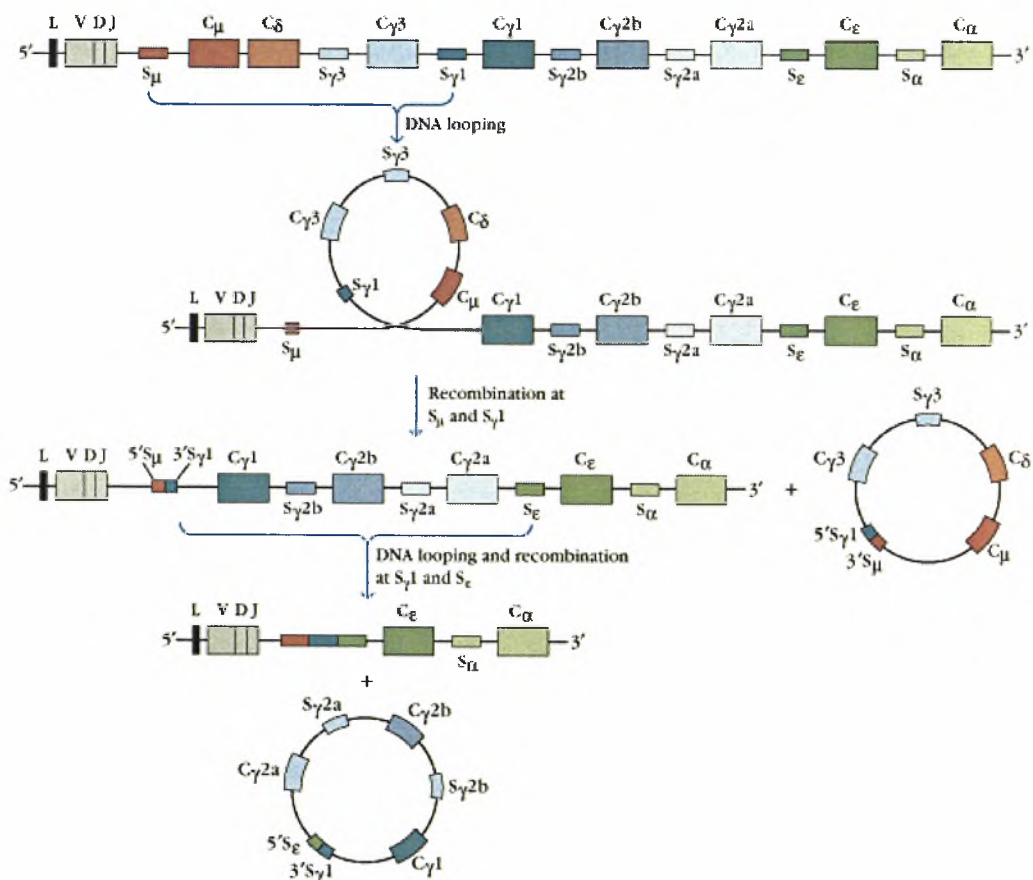 L V D J Cμ Cδ Cγ3 Cγ1 Cγ2b Cγ2a Cε Cα
5′ 3′
Sμ Sγ3 Sγ1 Sγ2b Sγ2a Sε Sα
DNA looping
Sγ3
Cγ3 Cδ
Sγ1 Cμ
L V D J Cγ1 Cγ2b Cγ2a Cε Cα
5′ 3′
Sμ Sγ2b Sγ2a Sε Sα
Recombination at
Sμ and Sγ1
Sγ3
Cγ3 Cδ
5′Sγ1
3′Sμ Cμ
L V D J 5′Sμ 3′Sγ1 Cγ1 Cγ2b Cγ2a Cε Cα
5′ 3′ +
Sγ2b Sγ2a Sε Sα
DNA looping and recombination
at Sγ1 and Sε
L V D J Cε Cα
5′ 3′
Sα
+
Sγ2a Cγ2b
Cγ2a Sγ2b
5′Sε
3′Sγ1 Cγ1